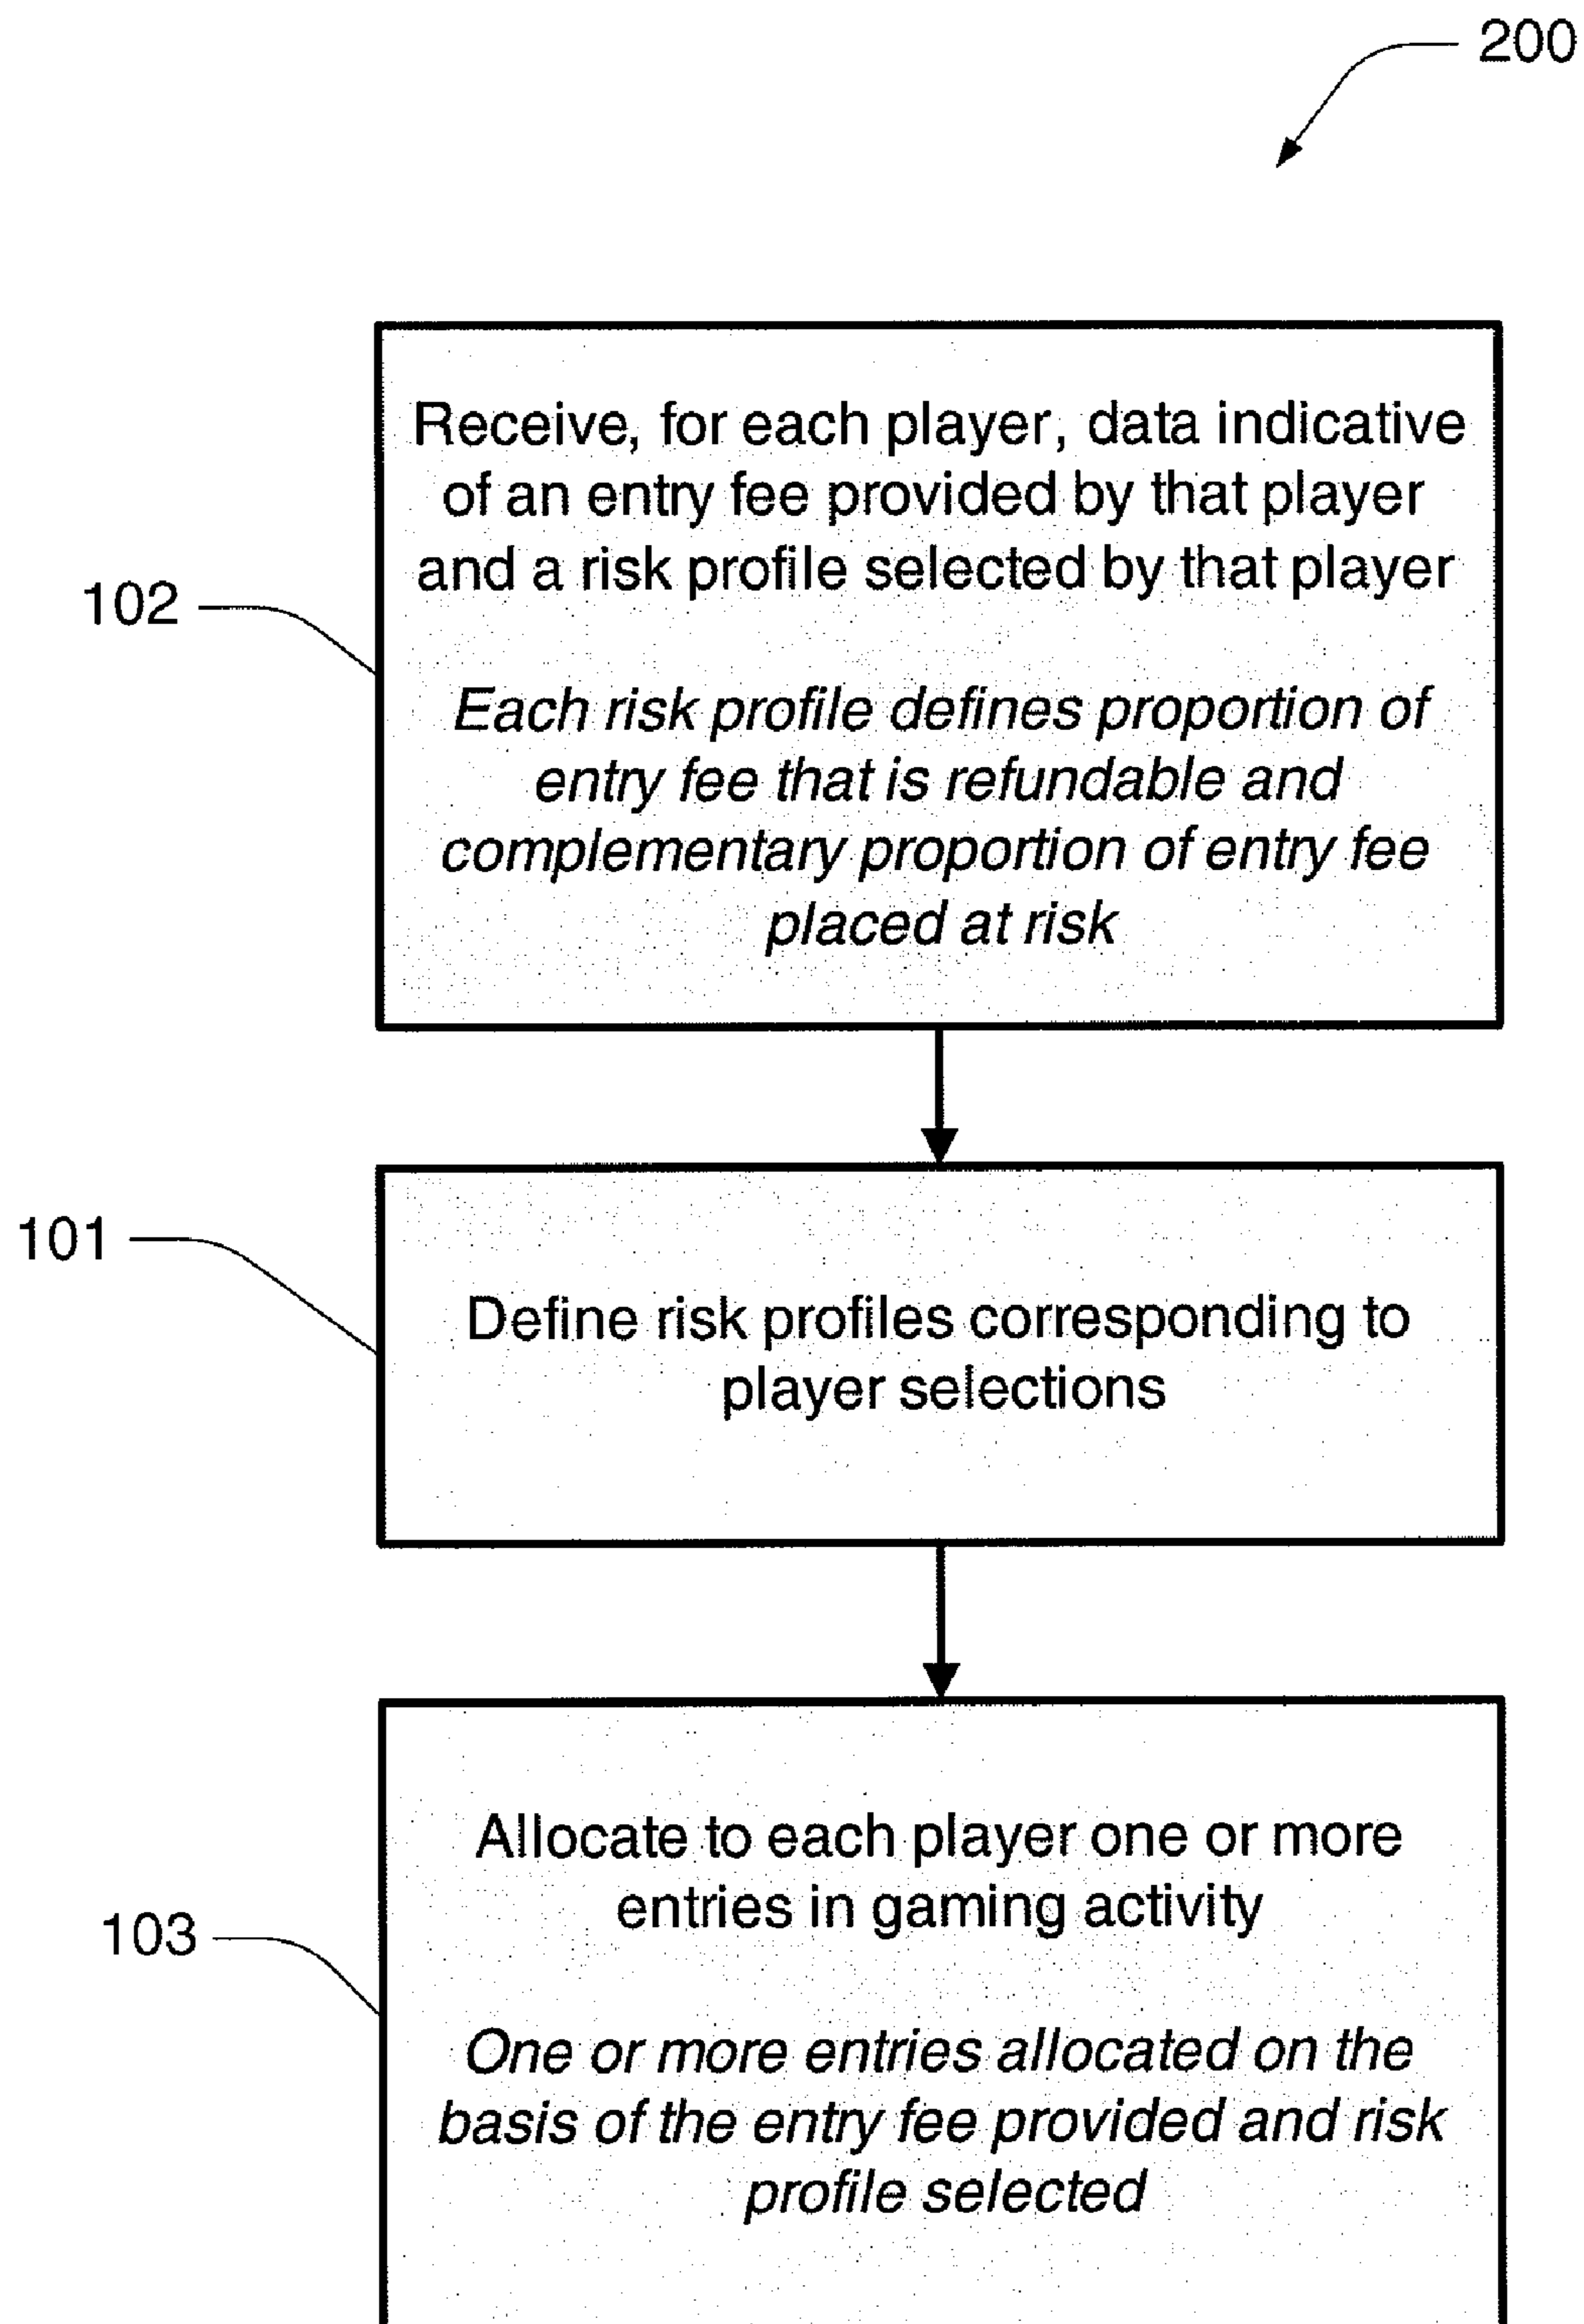 200
Receive, for each player, data indicative
of an entry fee provided by that player
and a risk profile selected by that player
102
Each risk profile defines proportion of
entry fee that is refundable and
complementary proportion of entry fee
placed at risk
101
Define risk profiles corresponding to
player selections
Allocate to each player one or more
entries in gaming activity
103
One or more entries allocated on the
basis of the entry fee provided and risk
profile selected